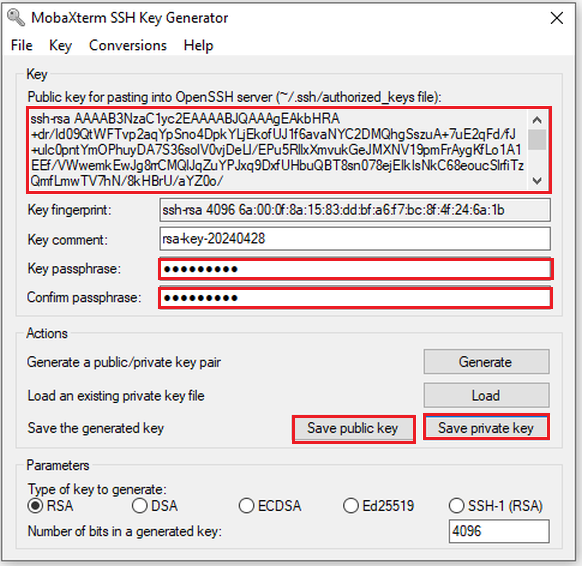 MobaXterm SSH Key Generator
File Key Conversions Help
Key
Public key for pasting into OpenSSH server (~/.ssh/authorized_keys file):
ssh-rsa AAAAB3NzaC1yc2EAAAABJQAAAgEAkbHRA
+dr/Id09QtWFTvp2aqYpSno4DpkYLjEkofUJ1f6avaNYC2DMQhgSszuA+7uE2qFd/fJ
+ulc0pntYmOPhuyDA7S36solV0vjDeLI/EPu5RllxXmvukGeJMXNV19pmFrAygKfLo1A1
EEf/VWwemkEwJg8rrCMQlJqZuYPJxq9DxfUHbuQBT8sn078ejElklsNkC68eoucSlrfiTz
QmfLmwTV7hN/8kHBrU/aYZ0o/
Key fingerprint: ssh-rsa 4096 6a:00:0f:8a:15:83:dd:bf:a6:f7:bc:8f:4f:24:6a:1b
Key comment: rsa-key-20240428
Key passphrase: ●●●●●●●●●
Confirm passphrase: ●●●●●●●●●
Actions
Generate a public/private key pair Generate
Load an existing private key file Load
Save the generated key Save public key Save private key
Parameters
Type of key to generate:
RSA DSA ECDSA Ed25519 SSH-1 (RSA)
Number of bits in a generated key: 4096